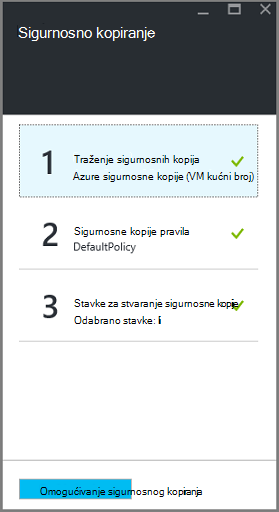 Sigurnosno kopiranje
1
Traženje sigurnosnih kopija
Azure sigurnosne kopije (VM kućni broj)
2
Sigurnosne kopije pravila
DefaultPolicy
3
Stavke za stvaranje sigurnosne kopije
Odabrano stavke:
Omogućivanje sigurnosnog kopiranja